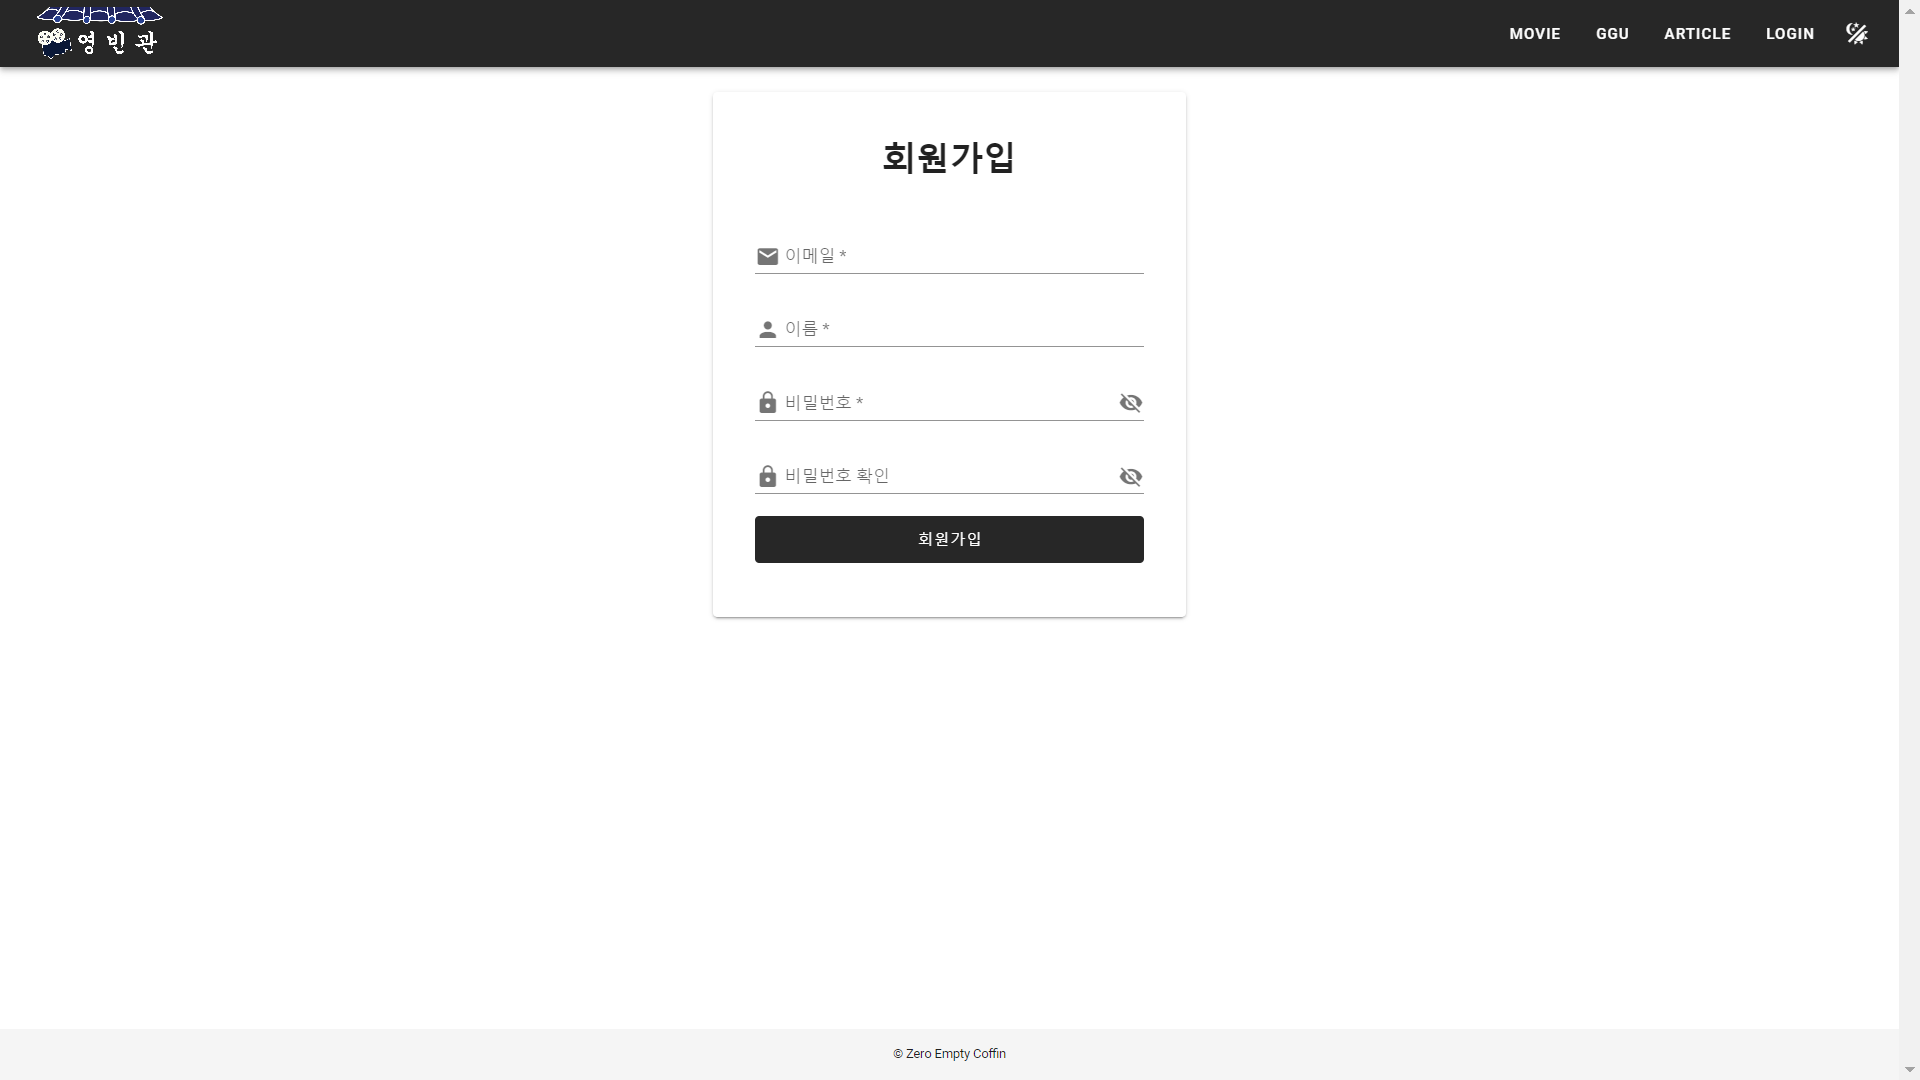 영빈관
MOVIE
GGU
ARTICLE
LOGIN
회원가입
이메일 *
이름 *
비밀번호 *
비밀번호 확인
회원가입
© Zero Empty Coffin